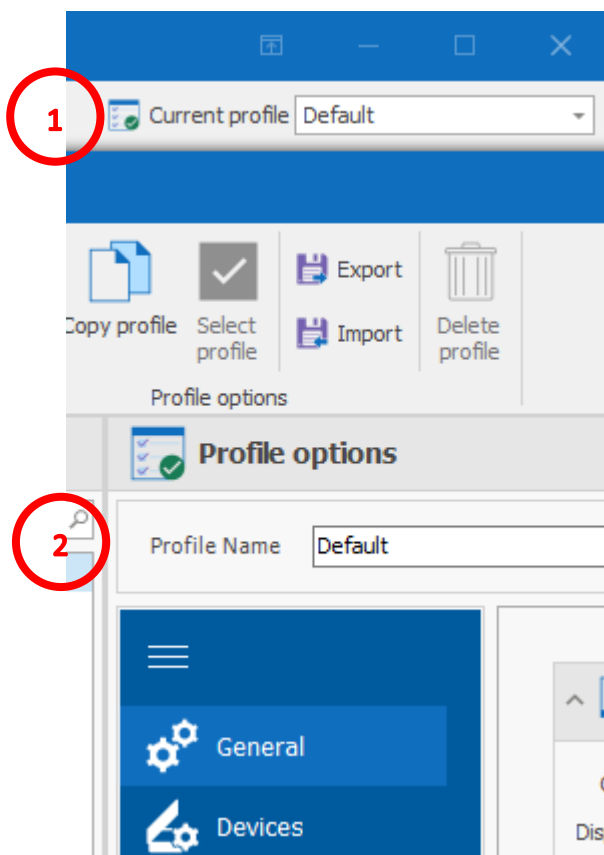 1
Current profile Default
Copy profile
Select profile
Export
Import
Delete profile
Profile options
Profile options
2
Profile Name Default
General
Devices